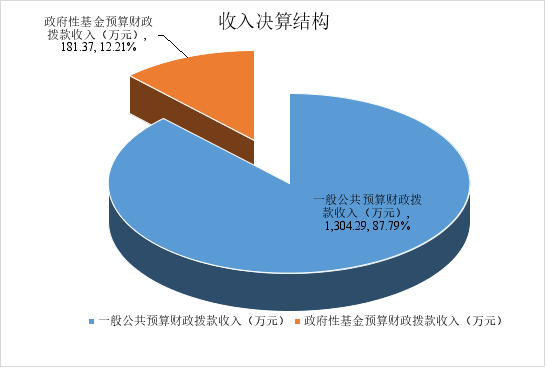 收入决算结构
政府性基金预算财政
拨款收入（万元）,
181.37, 12.21%
一般公共预算财政拨
款收入（万元）,
1,304.29, 87.79%
一般公共预算财政拨款收入（万元） 政府性基金预算财政拨款收入（万元）